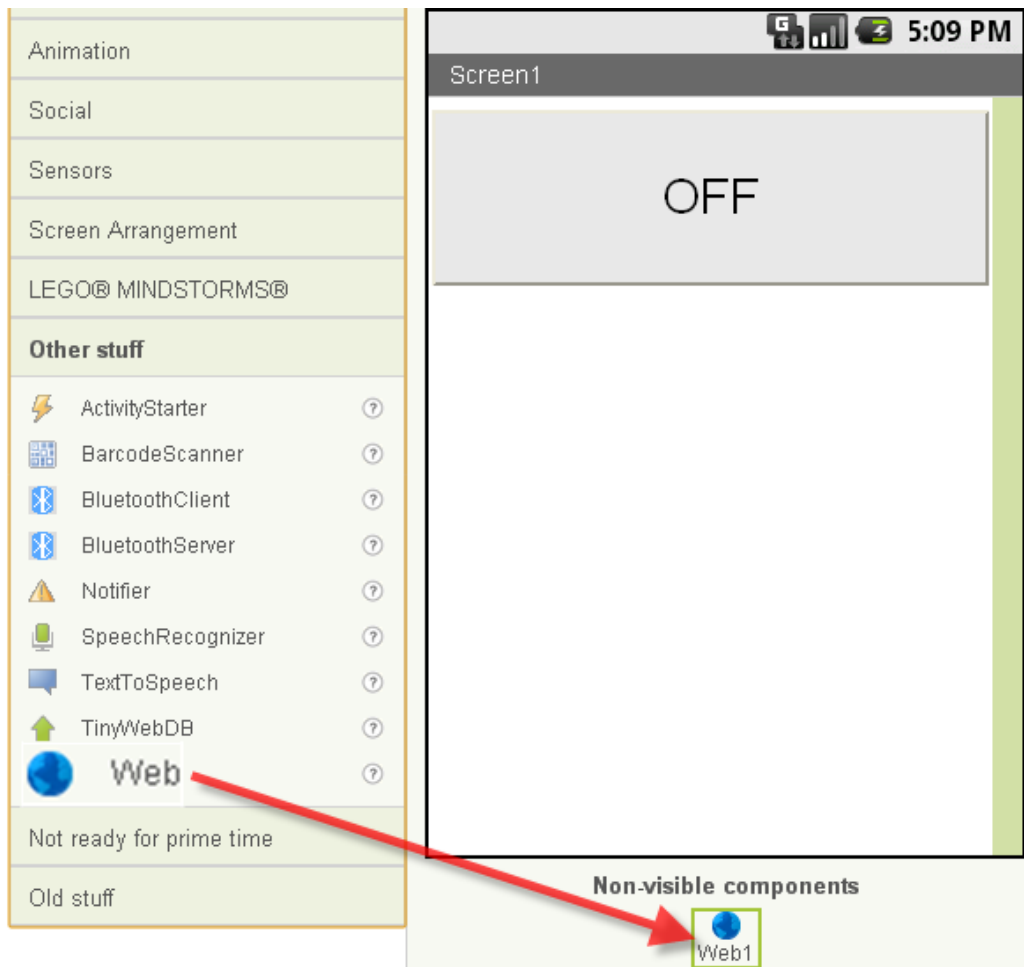 Animation
Social
Sensors
Screen Arrangement
LEGO® MINDSTORMS®
Other stuff
ActivityStarter ?
BarcodeScanner ?
BluetoothClient ?
BluetoothServer ?
Notifier ?
SpeechRecognizer ?
TextToSpeech ?
TinyWebDB ?
Web ?
Not ready for prime time
Old stuff
G 5:09 PM
Screen1
OFF
Non-visible components
Web1